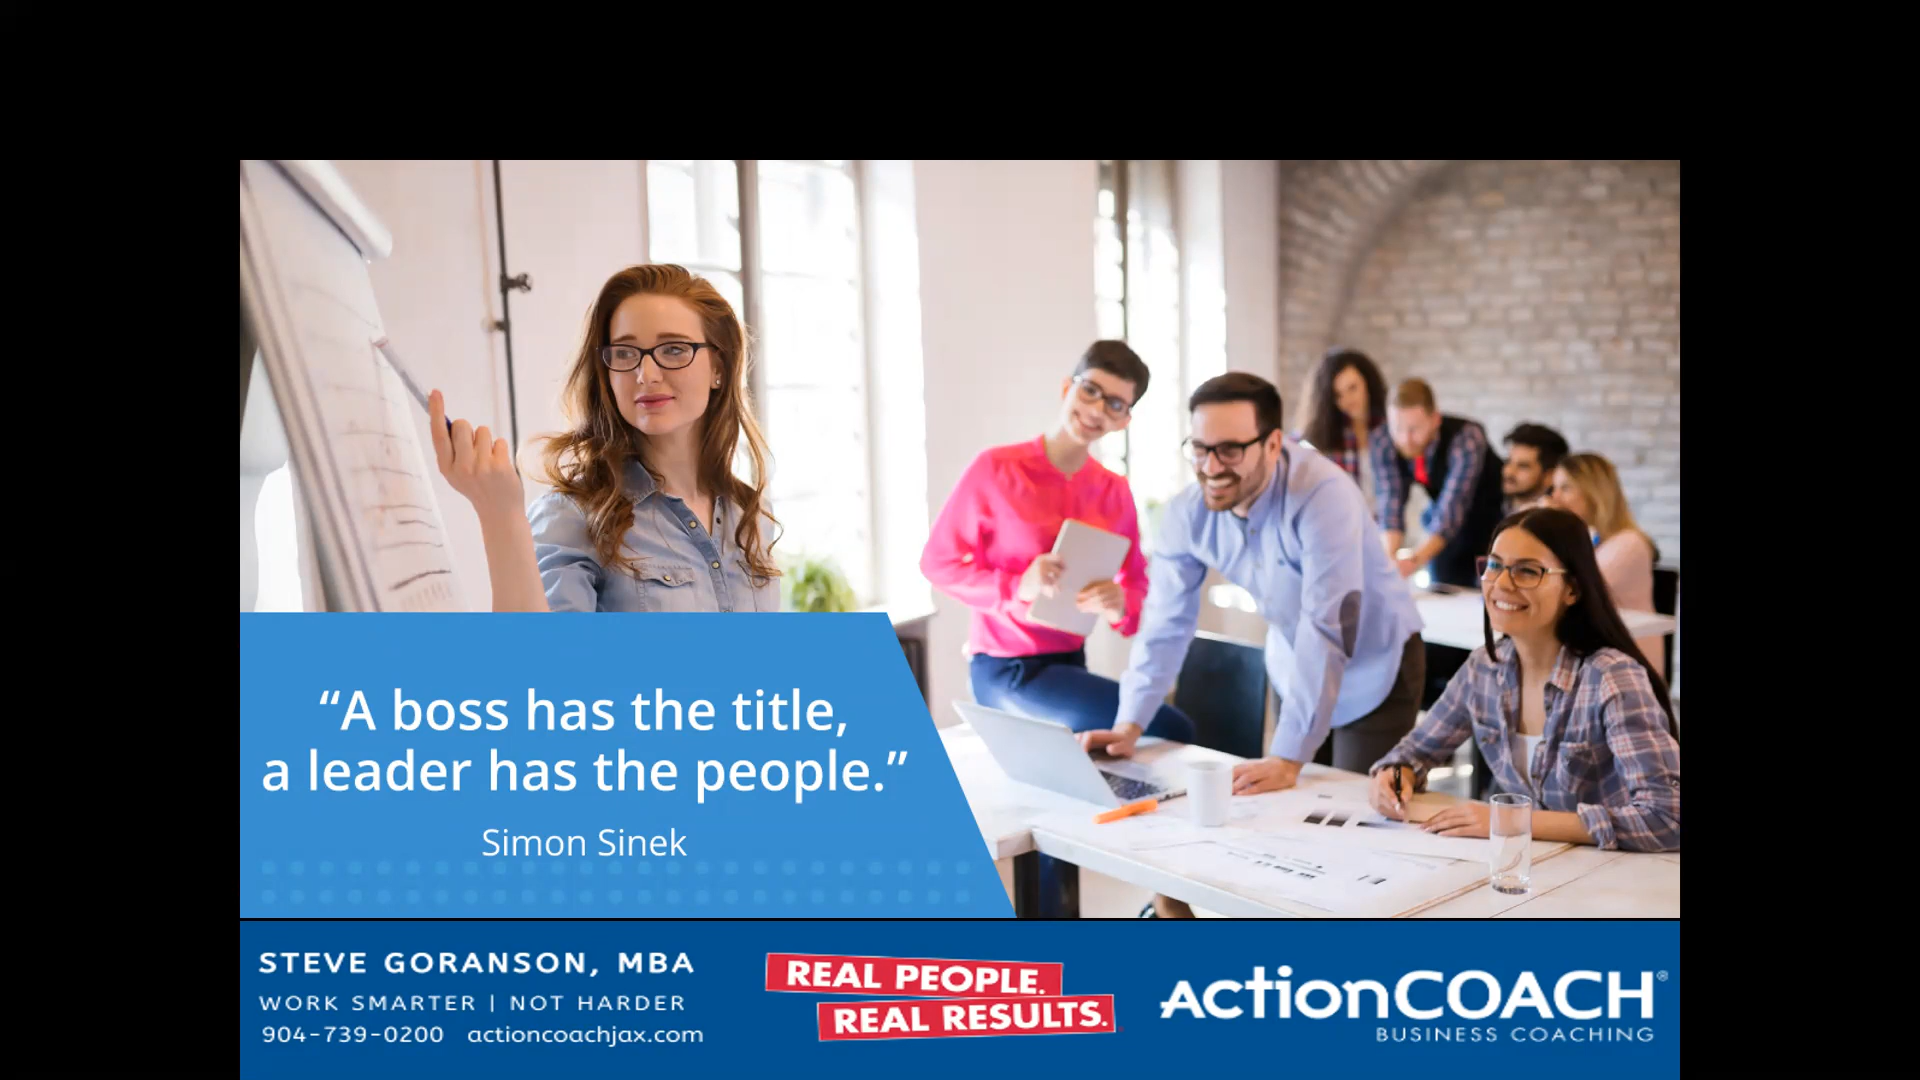 “A boss has the title,
a leader has the people.”
Simon Sinek
STEVE GORANSON, MBA
WORK SMARTER | NOT HARDER
904-739-0200 actioncoachjax.com
REAL PEOPLE.
REAL RESULTS.
ActionCOACH®
BUSINESS COACHING